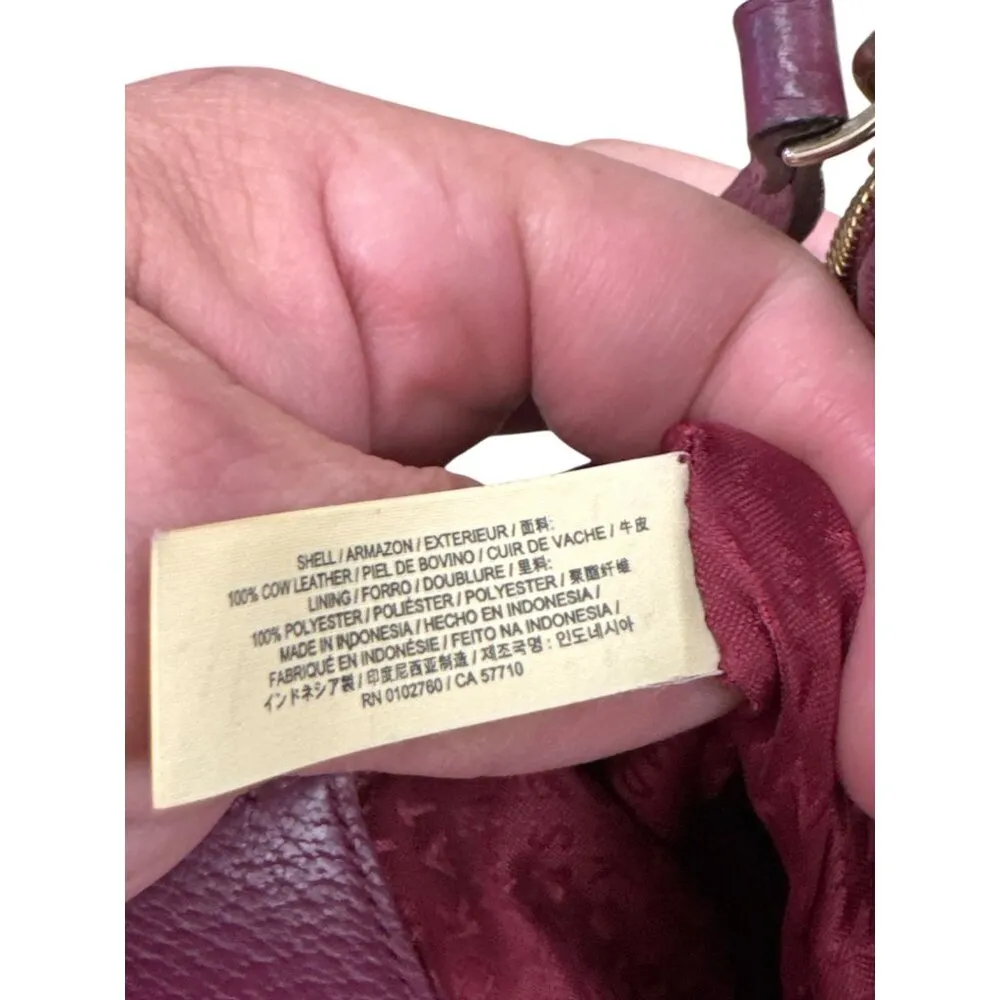 SHELL / ARMAZON / EXTERIEUR / 面料:
100% COW LEATHER / PIEL DE BOVINO / CUIR DE VACHE / 牛皮
LINING / FORRO / DOUBLURE / 里料:
100% POLYESTER / POLIÈSTER / POLYESTER / 聚酯纤维
MADE IN INDONESIA / HECHO EN INDONESIA /
FABRIQUÉ EN INDONÉSIE / FEITO NA INDONESIA /
インドネシア製 / 印度尼西亚制造 / 제조국명 : 인도네시아
RN 0102760 / CA 57710